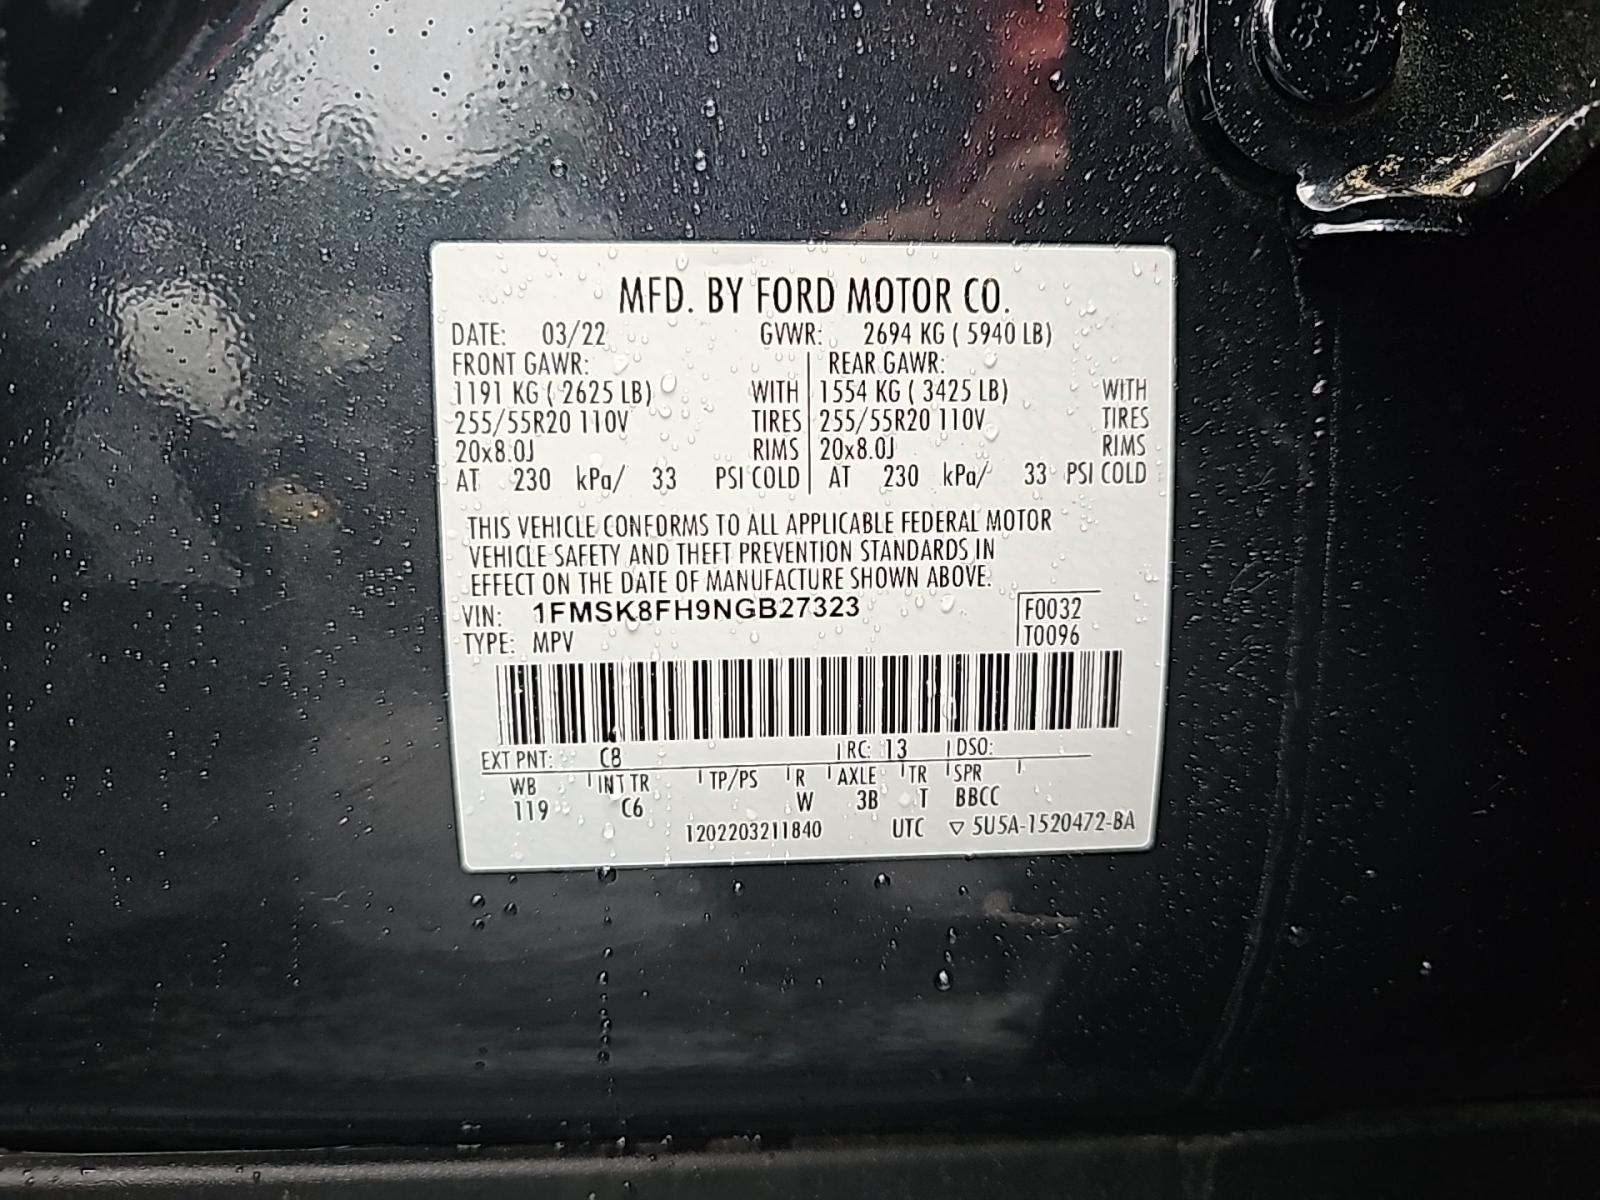 MFD. BY FORD MOTOR CO.
DATE: 03/22 GVWR: 2694 KG ( 5940 LB)
FRONT GAWR: REAR GAWR:
1191 KG ( 2625 LB) WITH 1554 KG ( 3425 LB) WITH
255/55R20 110V TIRES 255/55R20 110V TIRES
20x8.0J RIMS 20x8.0J RIMS
AT 230 kPa/ 33 PSI COLD AT 230 kPa/ 33 PSI COLD
THIS VEHICLE CONFORMS TO ALL APPLICABLE FEDERAL MOTOR
VEHICLE SAFETY AND THEFT PREVENTION STANDARDS IN
EFFECT ON THE DATE OF MANUFACTURE SHOWN ABOVE.
VIN: 1FMSK8FH9NGB27323 F0032
TYPE: MPV T0096
EXT PNT: C8 RC: 13 DSO:
WB INT TR TP/PS R AXLE TR SPR
119 C6 W 3B T BBCC
1202203211840 UTC ▽ 5U5A-1520472-BA